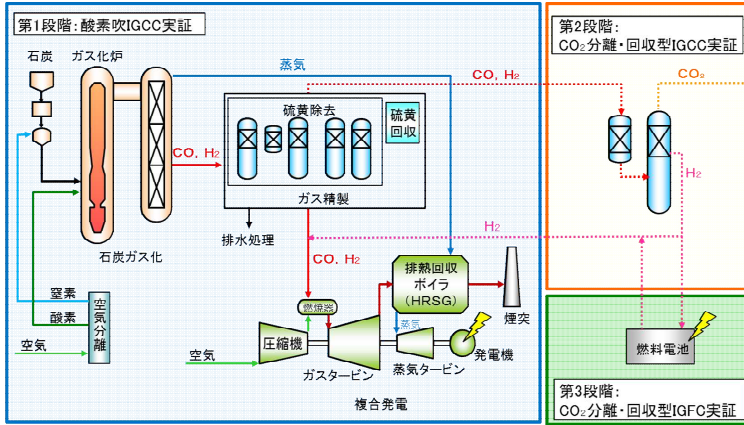 第1段階：酸素吹IGCC実証
石炭
ガス化炉
蒸気
硫黄除去
硫黄
回収
CO, H₂
ガス精製
石炭ガス化
排水処理
CO, H₂
窒素
酸素
空気
空気分離
燃焼器
圧縮機
空気
ガスタービン
排熱回収
ボイラ
(HRSG)
蒸気
蒸気タービン
発電機
煙突
複合発電
第2段階：
CO₂分離・回収型IGCC実証
CO, H₂
CO₂
H₂
H₂
燃料電池
第3段階：
CO₂分離・回収型IGFC実証